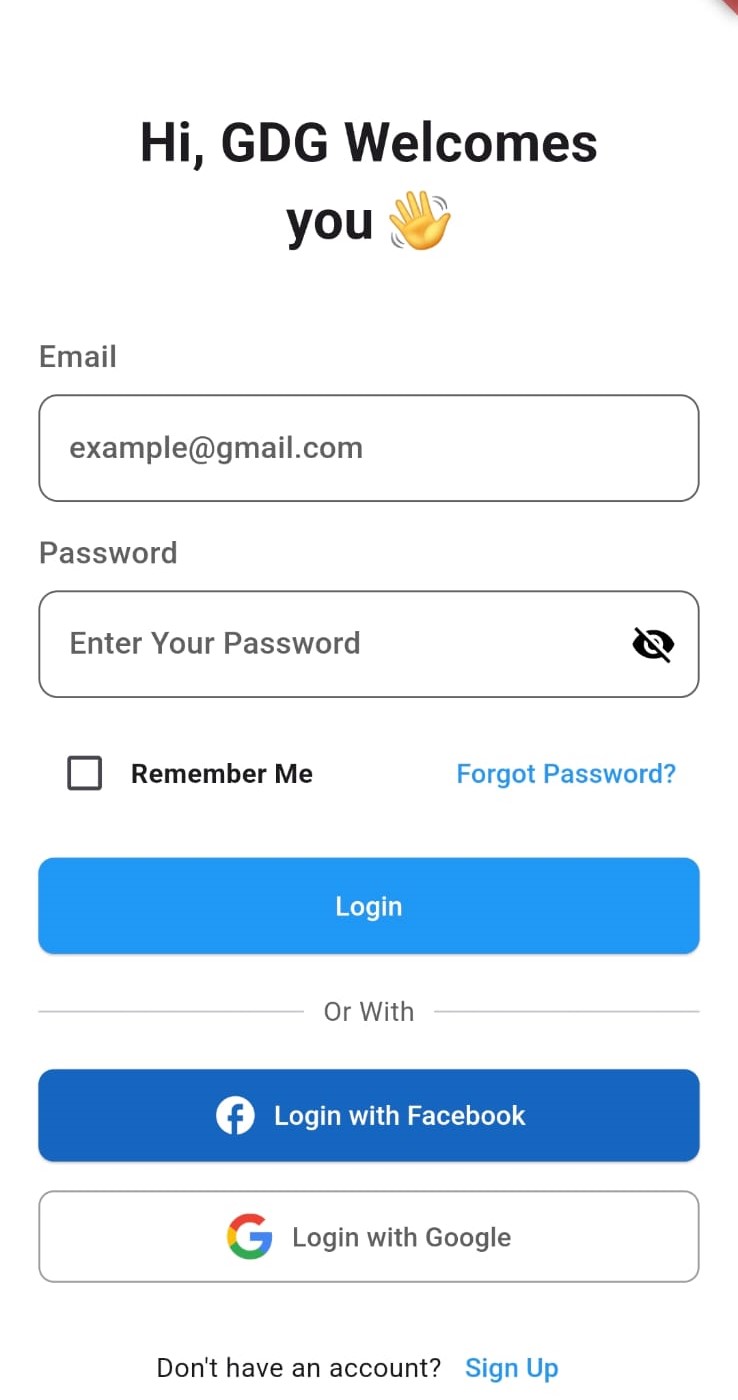 Hi, GDG Welcomes
you 👋
Email
example@gmail.com
Password
Enter Your Password
Remember Me Forgot Password?
Login
Or With
Login with Facebook
Login with Google
Don't have an account? Sign Up